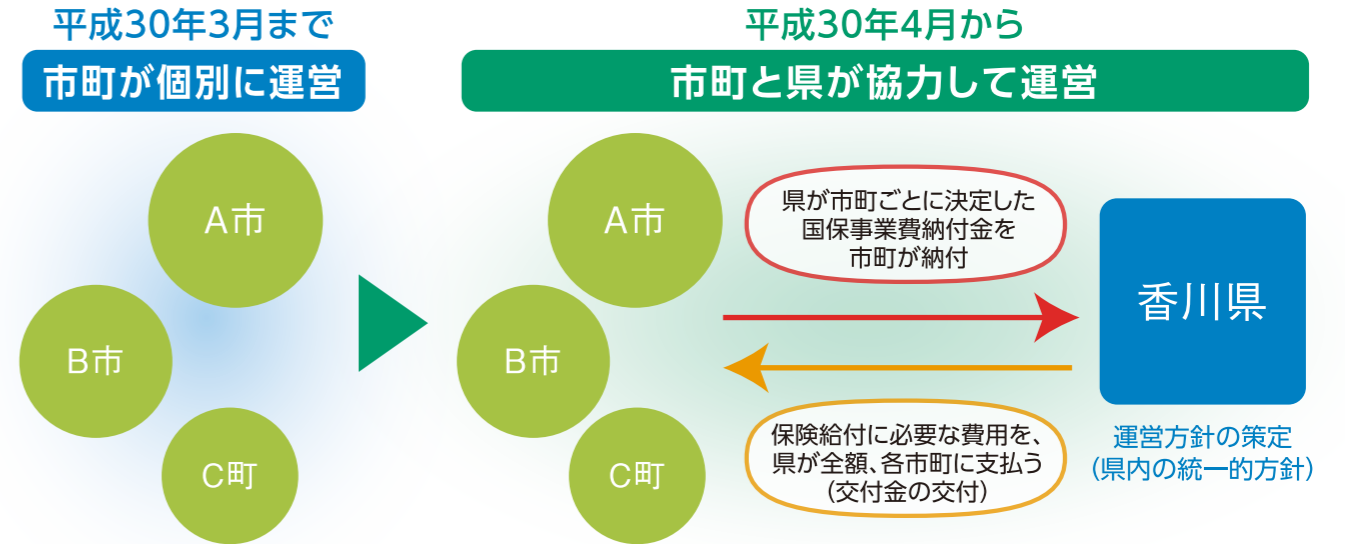 平成30年3月まで
市町が個別に運営
A市
B市
C町
平成30年4月から
市町と県が協力して運営
A市
B市
C町
県が市町ごとに決定した
国保事業費納付金を
市町が納付
保険給付に必要な費用を、
県が全額、各市町に支払う
(交付金の交付)
香川県
運営方針の策定
(県内の統一的方針)